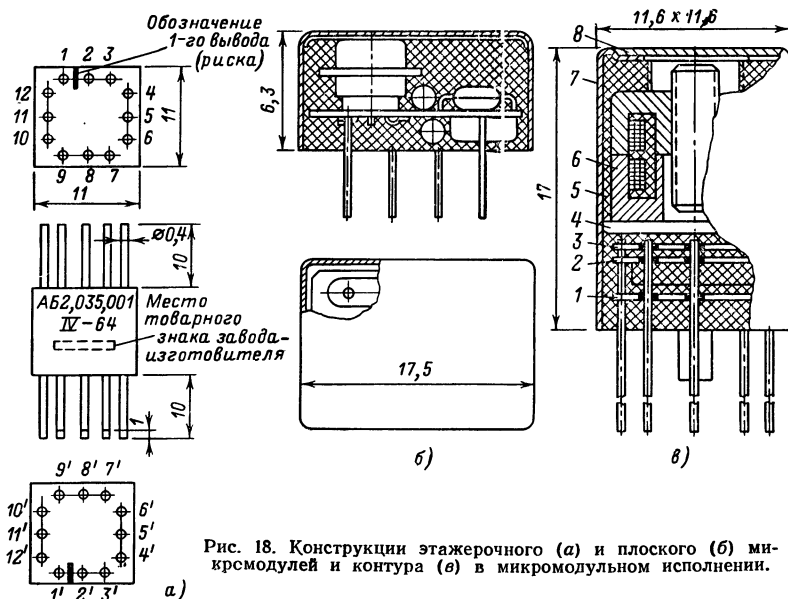 Обозначение
1-го вывода
(риска)
1 2 3
12
11
10
4
5
6
9 8 7
11
11
⌀0,4
10
АБ2,035,001
IV-64
Место
товарного
знака завода-
изготовителя
10
1
9' 8' 7'
10'
11'
12'
6'
5'
4'
1' 2' 3'
а)
6,3
17,5
б)
11,6 x 11,6
17
8
7
6
5
4
3
2
1
в)
Рис. 18. Конструкции этажерочного (а) и плоского (б) ми-
крсмодулей и контура (в) в микромодульном исполнении.